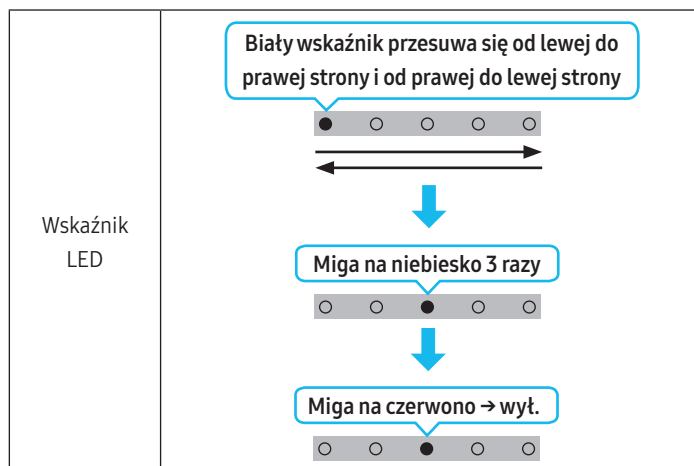 Biały wskaźnik przesuwa się od lewej do
prawej strony i od prawej do lewej strony
Wskaźnik
LED
Miga na niebiesko 3 razy
Miga na czerwono → wył.